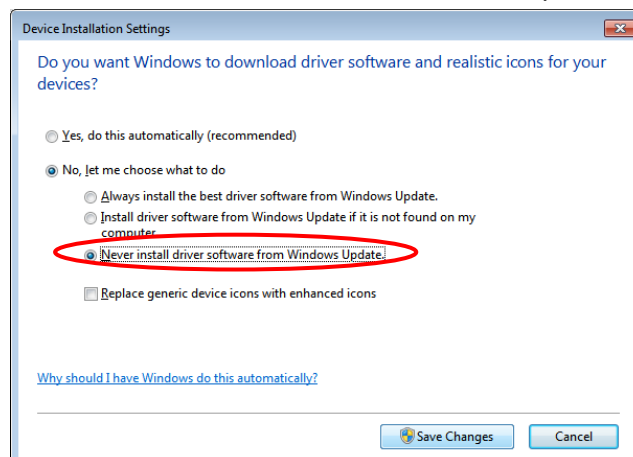 Device Installation Settings
Do you want Windows to download driver software and realistic icons for your
devices?
Yes, do this automatically (recommended)
No, let me choose what to do
Always install the best driver software from Windows Update.
Install driver software from Windows Update if it is not found on my
computer.
Never install driver software from Windows Update.
Replace generic device icons with enhanced icons
Why should I have Windows do this automatically?
Save Changes
Cancel